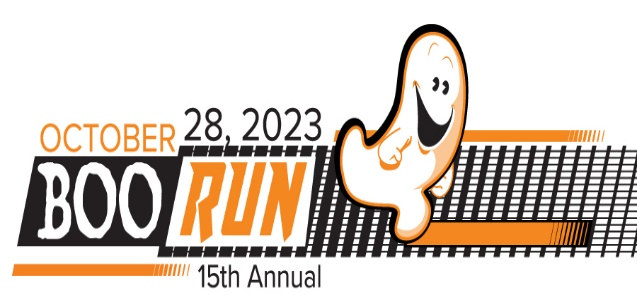 OCTOBER 28, 2023
BOO RUN
15th Annual